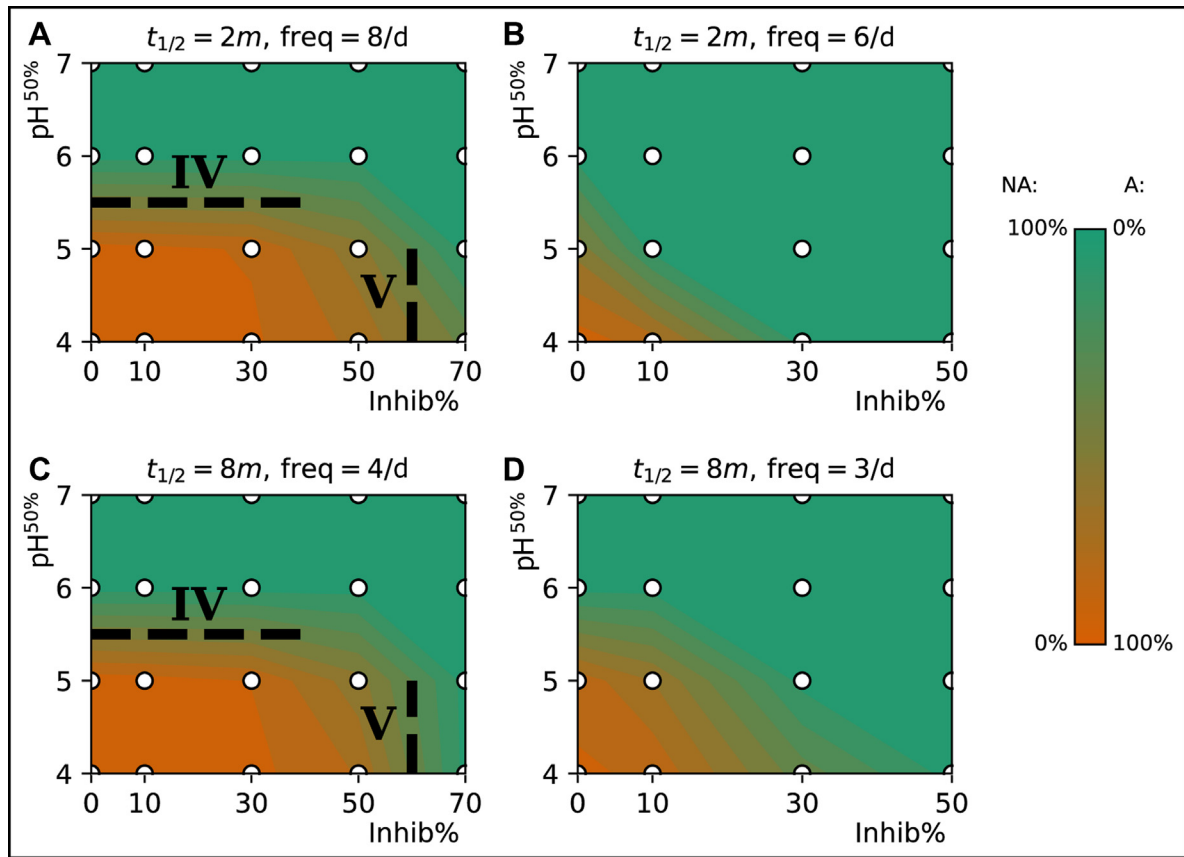 A
t1/2 = 2m, freq = 8/d
pH50%
7
6
5
4
IV
V
0 10 30 50 70
Inhib%
B
t1/2 = 2m, freq = 6/d
pH50%
7
6
5
4
0 10 30 50
Inhib%
NA: A:
100% 0%
0% 100%
C
t1/2 = 8m, freq = 4/d
pH50%
7
6
5
4
IV
V
0 10 30 50 70
Inhib%
D
t1/2 = 8m, freq = 3/d
pH50%
7
6
5
4
0 10 30 50
Inhib%